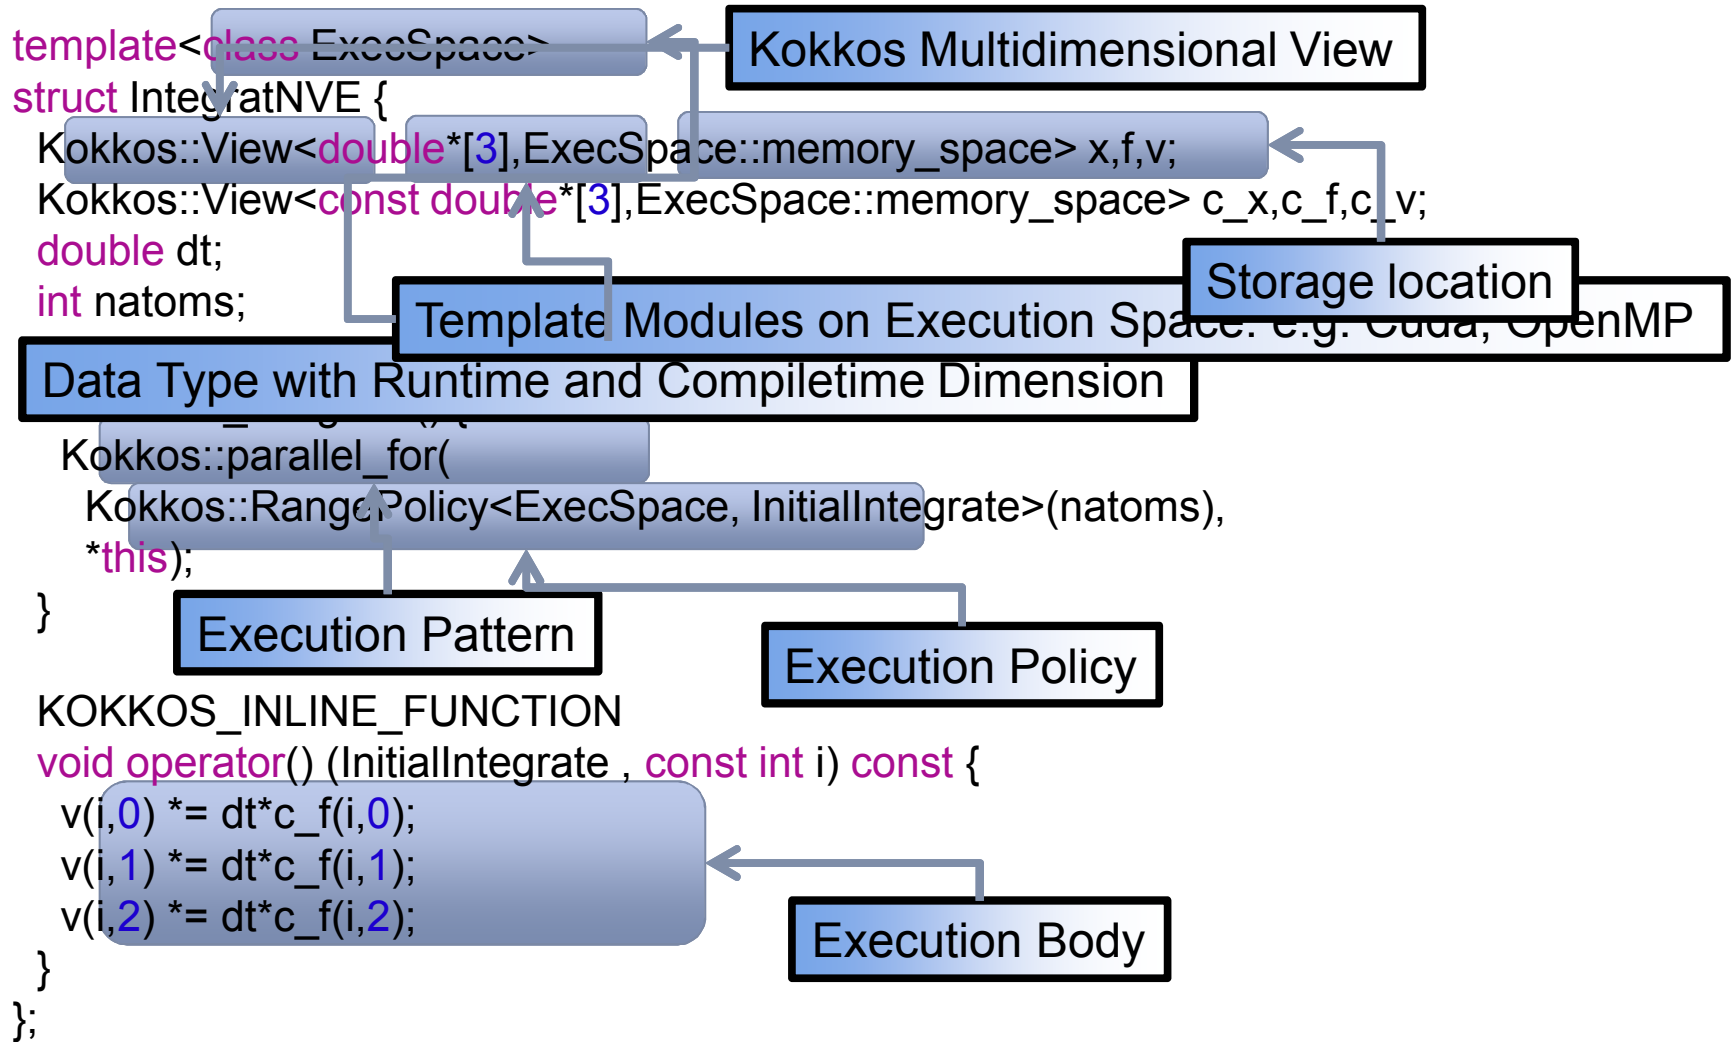 template<class ExecSpace>
Kokkos Multidimensional View
struct IntegratNVE {
Kokkos::View<double*[3],ExecSpace::memory_space> x,f,v;
Kokkos::View<const double*[3],ExecSpace::memory_space> c_x,c_f,c_v;
double dt;
Storage location
int natoms;
Template Modules on Execution Space: e.g. Cuda, OpenMP
Data Type with Runtime and Compiletime Dimension
() {
Kokkos::parallel_for(
Kokkos::RangePolicy<ExecSpace, InitialIntegrate>(natoms),
*this);
}
Execution Pattern
Execution Policy
KOKKOS_INLINE_FUNCTION
void operator() (InitialIntegrate , const int i) const {
v(i,0) *= dt*c_f(i,0);
v(i,1) *= dt*c_f(i,1);
v(i,2) *= dt*c_f(i,2);
Execution Body
}
};